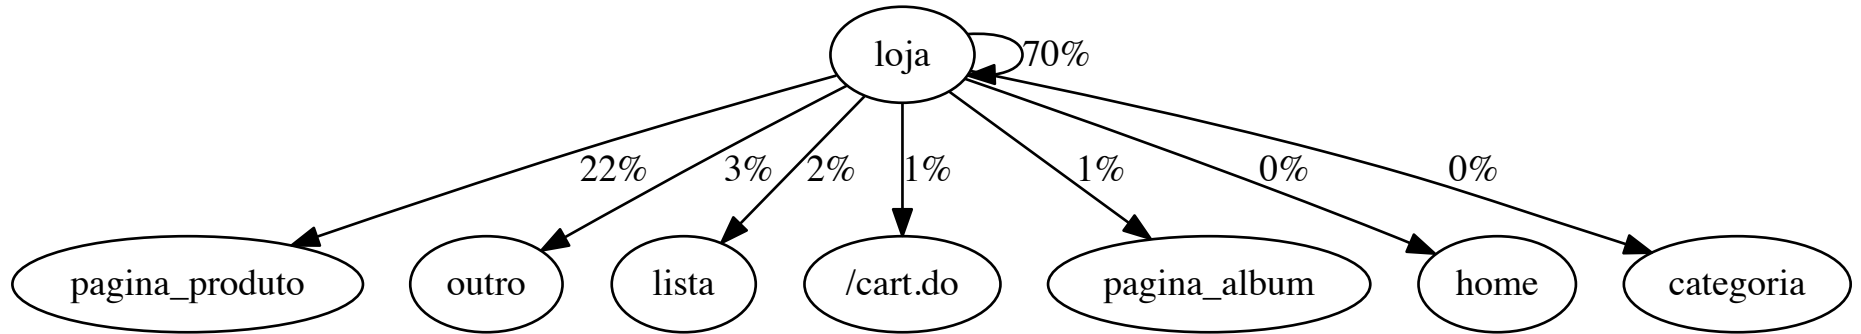 loja
70%
22%
3%
2%
1%
1%
0%
0%
pagina_produto
outro
lista
/cart.do
pagina_album
home
categoria